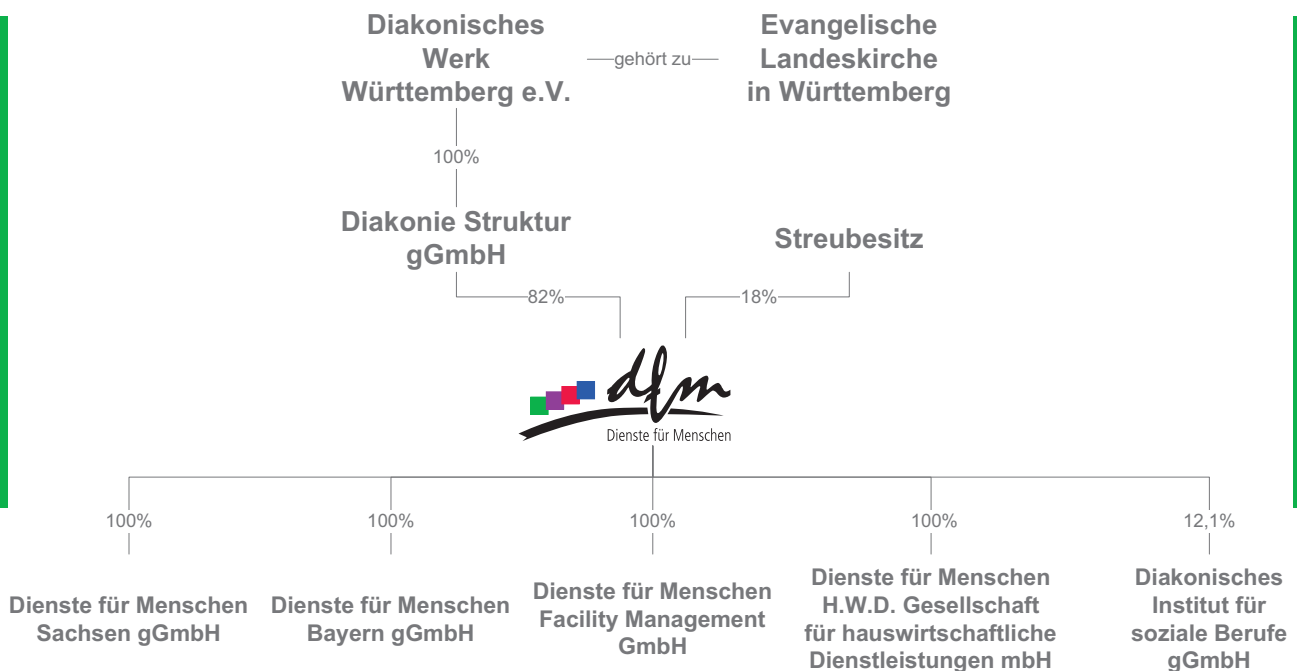 Diakonisches
Werk
Württemberg e.V.
gehört zu
Evangelische
Landeskirche
in Württemberg
100%
Diakonie Struktur
gGmbH
Streubesitz
82%
18%
dfm
Dienste für Menschen
100%
100%
100%
100%
12,1%
Dienste für Menschen
Sachsen gGmbH
Dienste für Menschen
Bayern gGmbH
Dienste für Menschen
Facility Management
GmbH
Dienste für Menschen
H.W.D. Gesellschaft
für hauswirtschaftliche
Dienstleistungen mbH
Diakonisches
Institut für
soziale Berufe
gGmbH